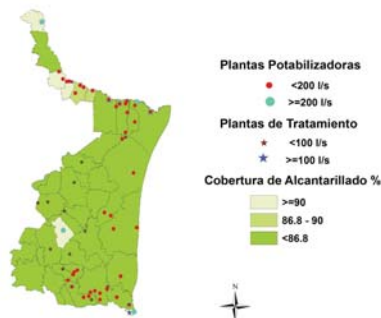 Plantas Potabilizadoras
<200 l/s
>=200 l/s
Plantas de Tratamiento
<100 l/s
>=100 l/s
Cobertura de Alcantarillado %
>=90
86.8 - 90
<86.8
N